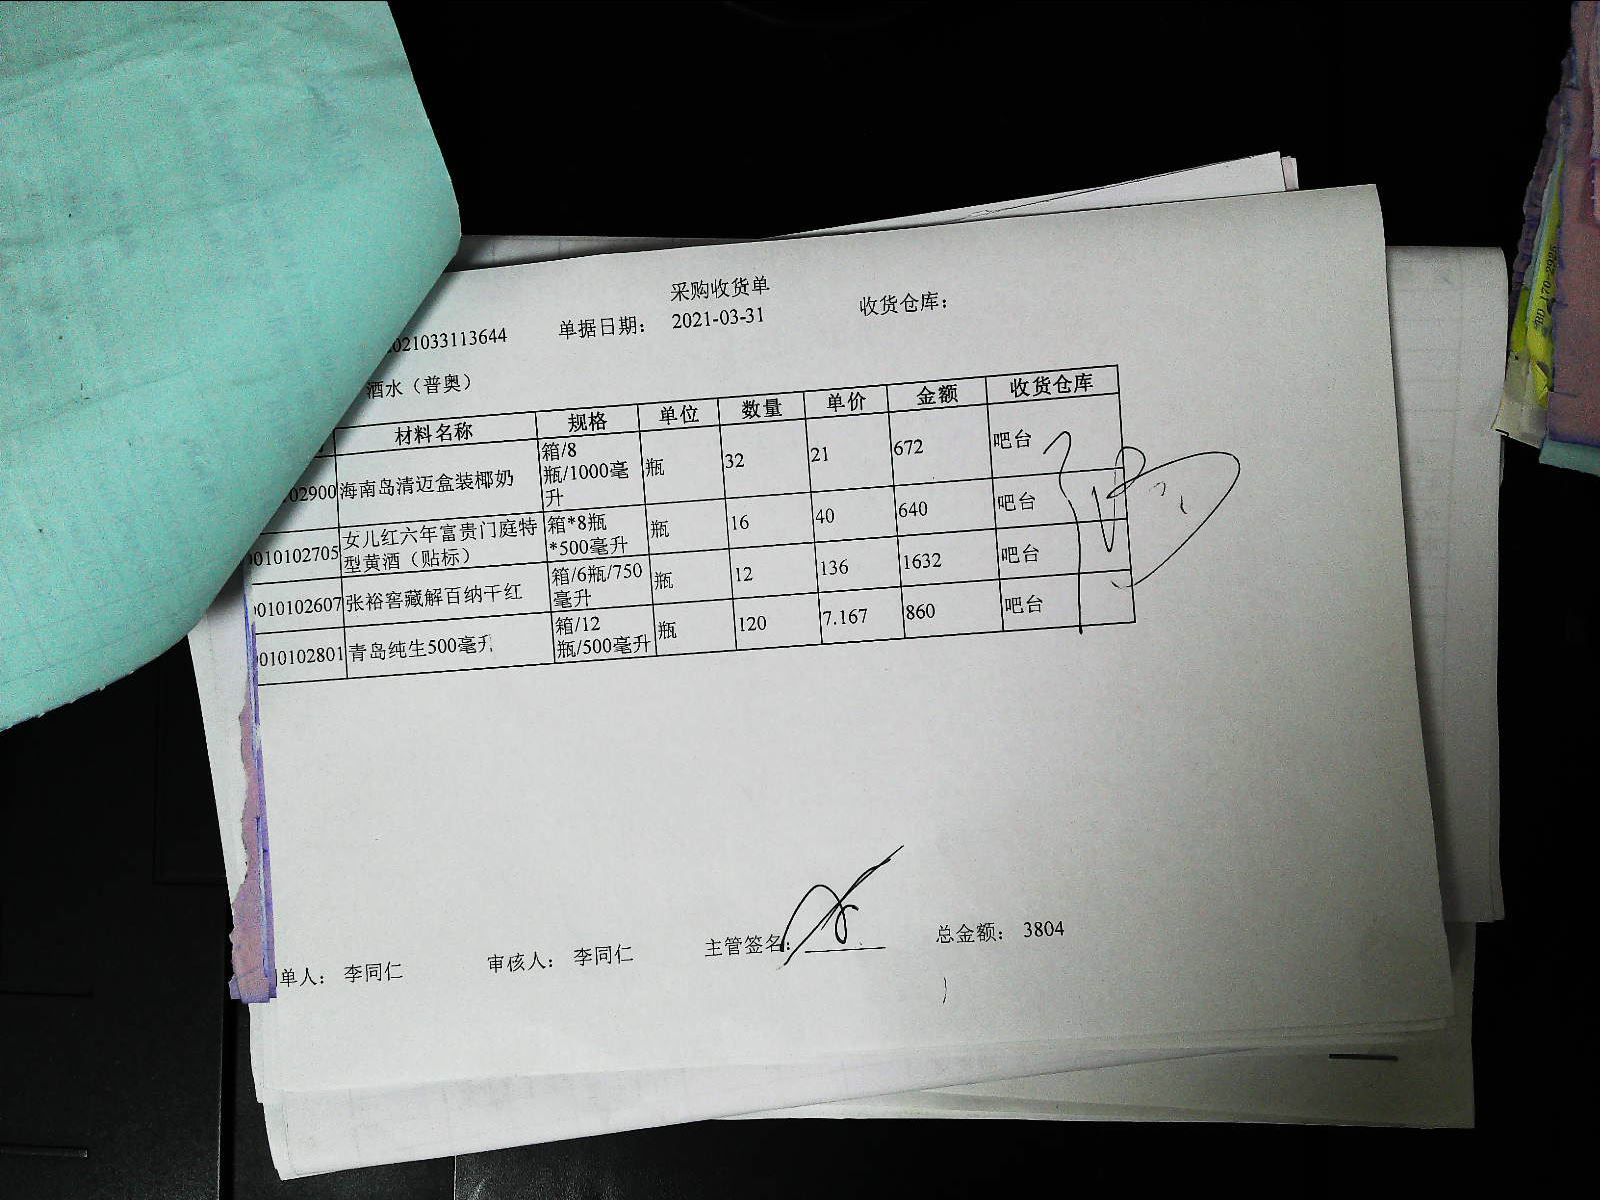 采购收货单
021033113644 单据日期： 2021-03-31 收货仓库：
酒水（普奥）
材料名称 规格 单位 数量 单价 金额 收货仓库
02900 海南岛清迈盒装椰奶 箱/8瓶/1000毫升 瓶 32 21 672 吧台
010102705 女儿红六年富贵门庭特型黄酒（贴标） 箱*8瓶*500毫升 瓶 16 40 640 吧台
010102607 张裕窖藏解百纳干红 箱/6瓶/750毫升 瓶 12 136 1632 吧台
010102801 青岛纯生500毫升 箱/12瓶/500毫升 瓶 120 7.167 860 吧台
单人： 李同仁 审核人： 李同仁 主管签名： 总金额： 3804